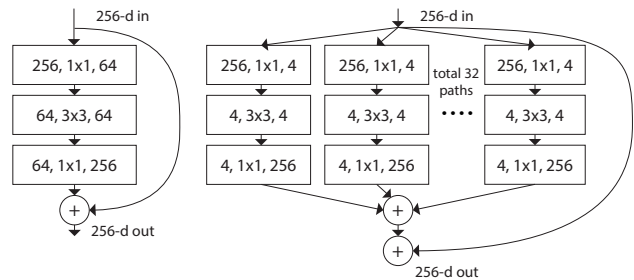 256-d in
256, 1x1, 64
64, 3x3, 64
64, 1x1, 256
+
256-d out
256-d in
256, 1x1, 4
256, 1x1, 4
total 32
paths
256, 1x1, 4
4, 3x3, 4
4, 3x3, 4
....
4, 3x3, 4
4, 1x1, 256
4, 1x1, 256
4, 1x1, 256
+
+
256-d out